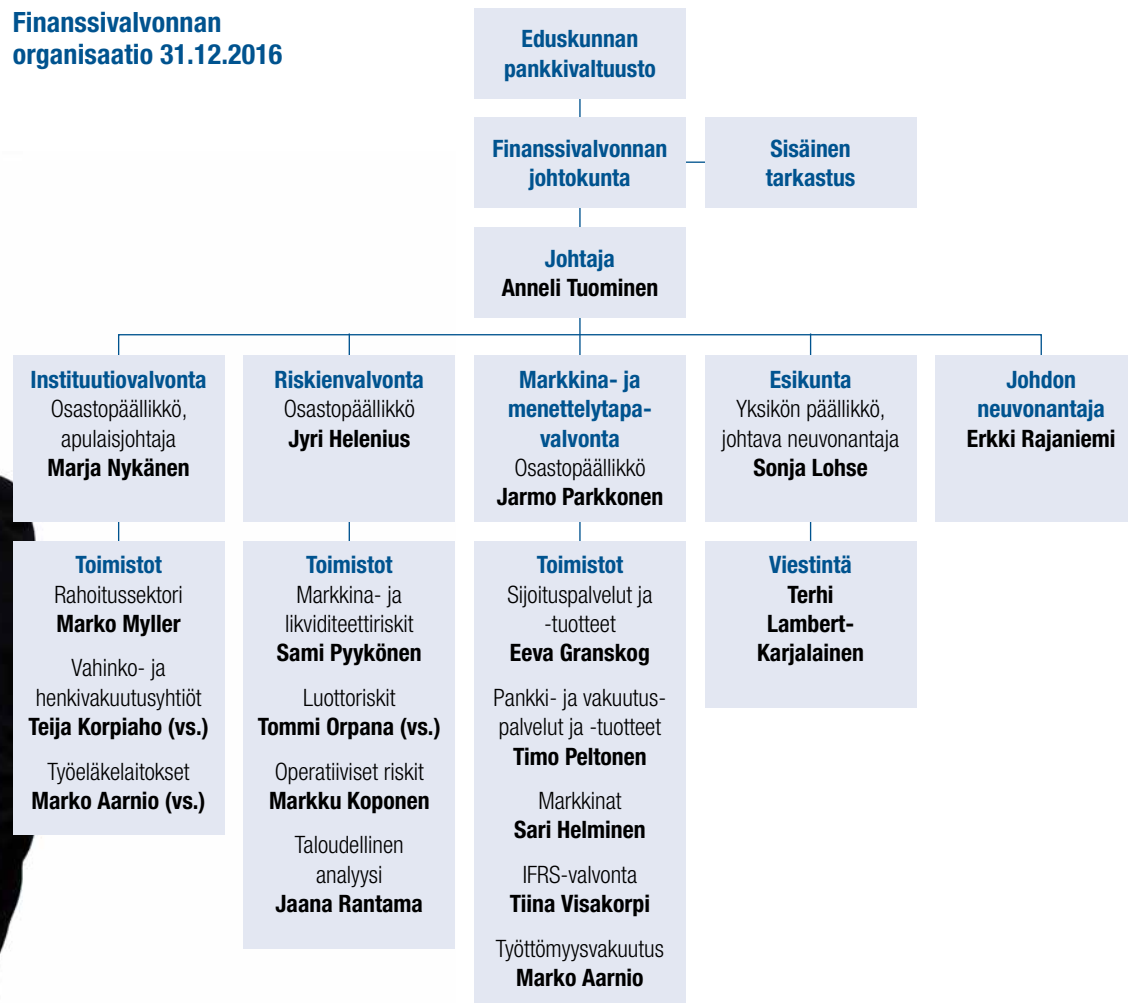 Finanssivalvonnan
organisaatio 31.12.2016
Eduskunnan
pankkivaltuusto
Finanssivalvonnan
johtokunta
Sisäinen
tarkastus
Johtaja
Anneli Tuominen
Instituutiovalvonta
Osastopäällikkö,
apulaisjohtaja
Marja Nykänen
Riskienvalvonta
Osastopäällikkö
Jyri Helenius
Markkina- ja
menettelytapa-
valvonta
Osastopäällikkö
Jarmo Parkkonen
Esikunta
Yksikön päällikkö,
johtava neuvonantaja
Sonja Lohse
Johdon
neuvonantaja
Erkki Rajaniemi
Toimistot
Rahoitussektori
Marko Myller
Vahinko- ja
henkivakuutusyhtiöt
Teija Korpiaho (vs.)
Työeläkelaitokset
Marko Aarnio (vs.)
Toimistot
Markkina- ja
likviditeettiriskit
Sami Pyykönen
Luottoriskit
Tommi Orpana (vs.)
Operatiiviset riskit
Markku Koponen
Taloudellinen
analyysi
Jaana Rantama
Toimistot
Sijoituspalvelut ja
-tuotteet
Eeva Granskog
Pankki- ja vakuutus-
palvelut ja -tuotteet
Timo Peltonen
Markkinat
Sari Helminen
IFRS-valvonta
Tiina Visakorpi
Työttömyysvakuutus
Marko Aarnio
Viestintä
Terhi
Lambert-
Karjalainen